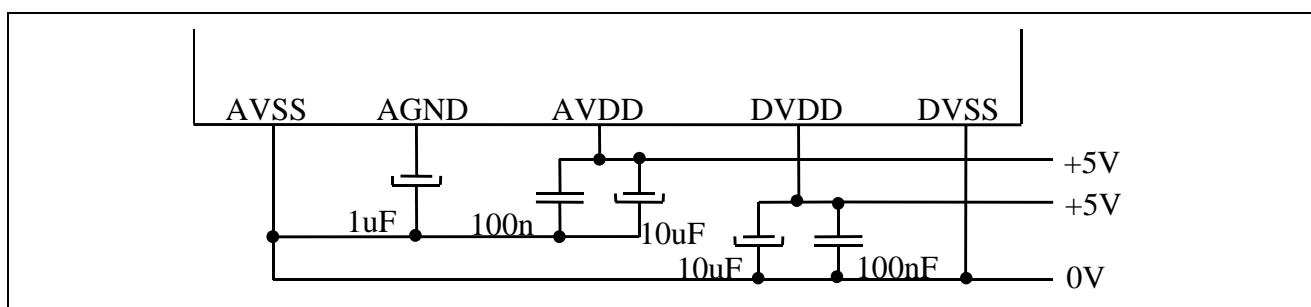 AVSS AGND AVDD DVDD DVSS
+5V
+5V
1uF 100n 10uF
10uF 100nF 0V